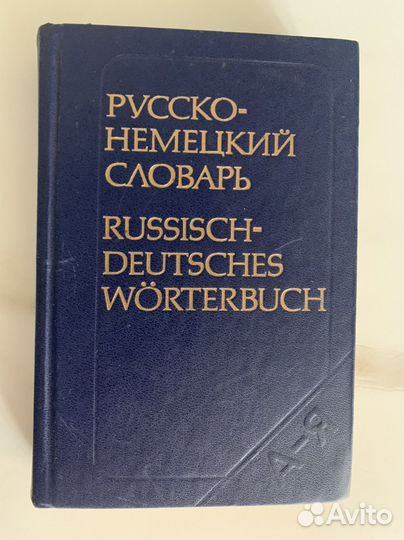 РУССКО-
НЕМЕЦКИЙ
СЛОВАРЬ
RUSSISCH-
DEUTSCHES
WÖRTERBUCH
А-Я
Avito